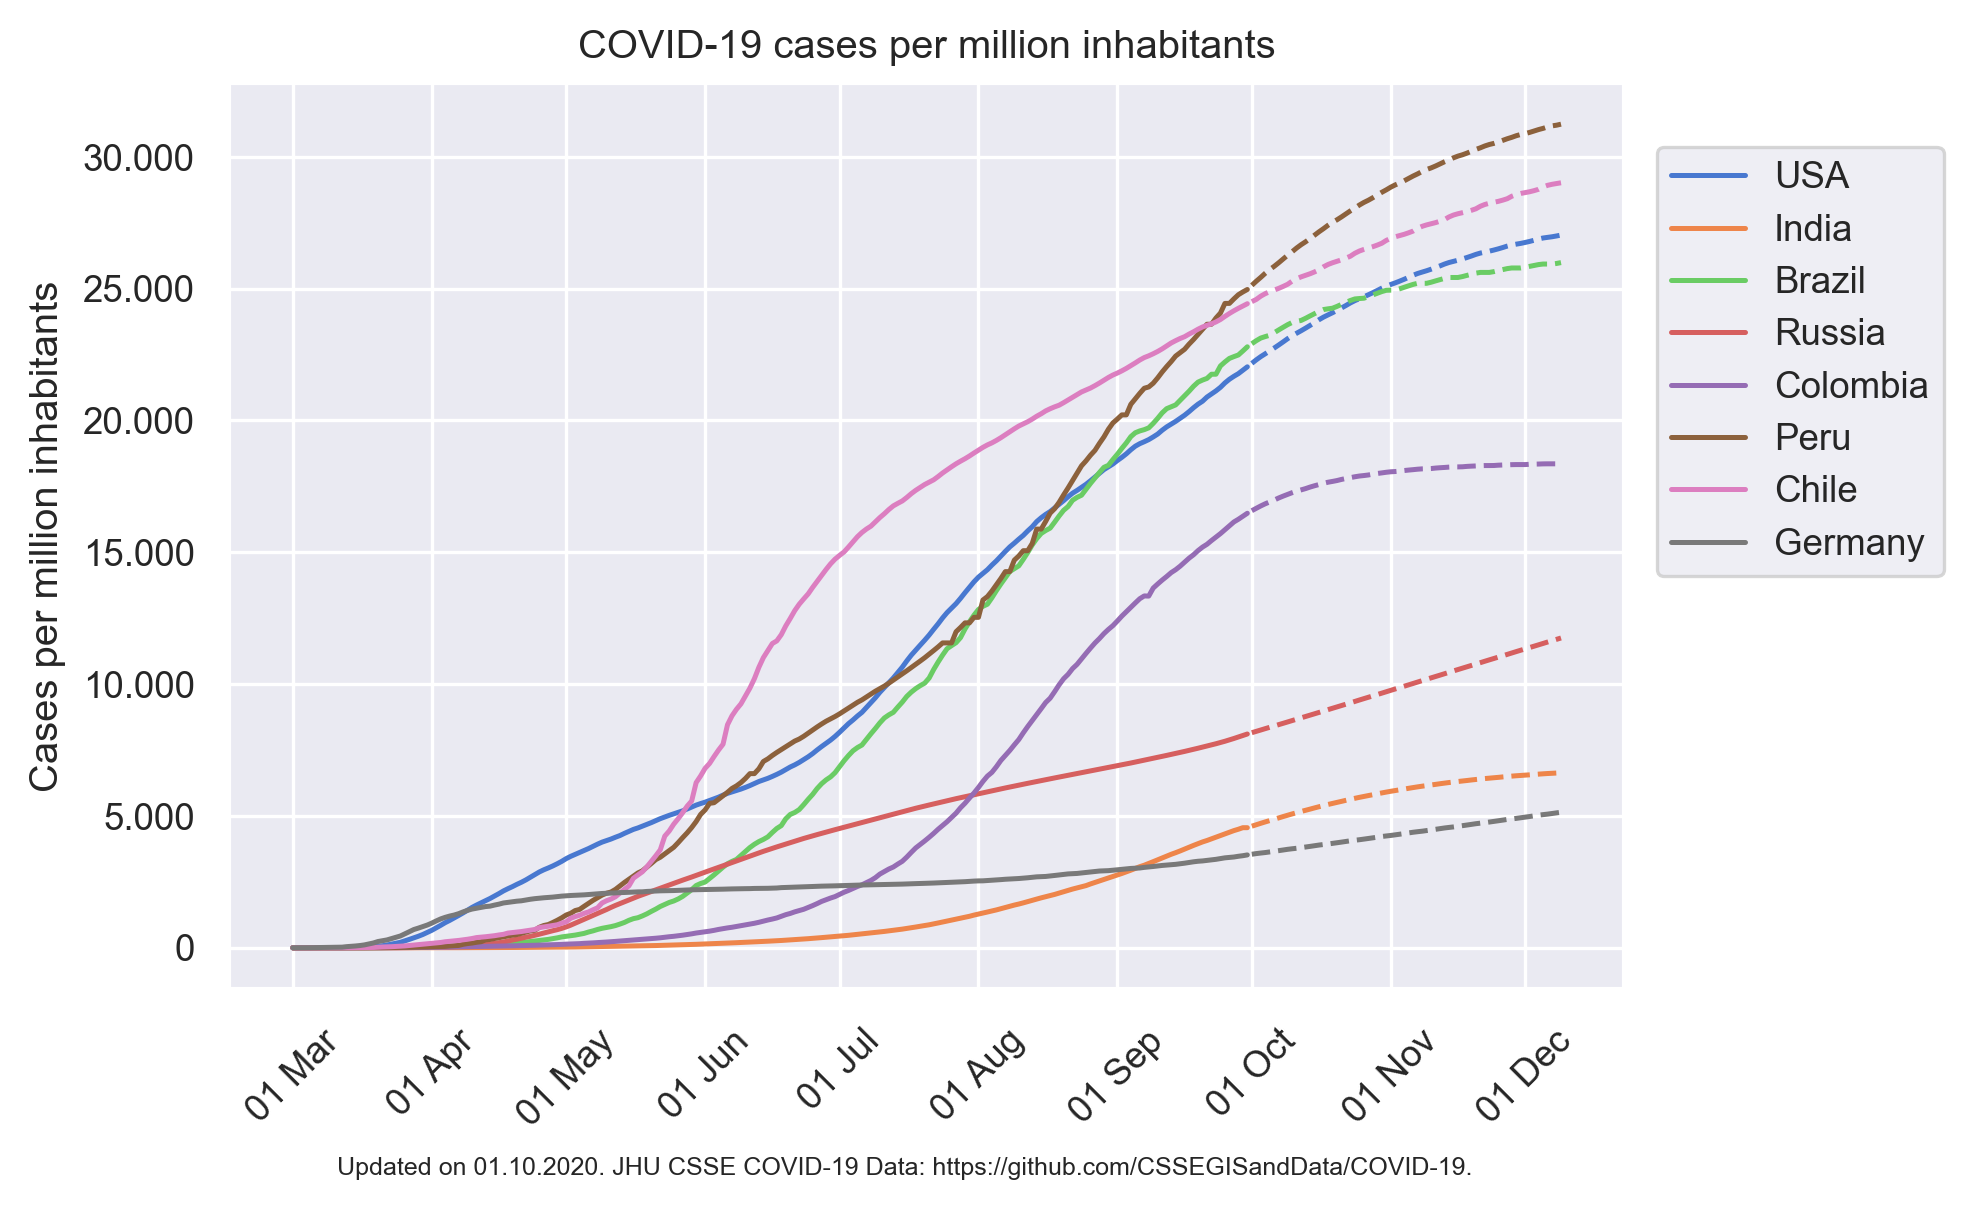 COVID-19 cases per million inhabitants
Cases per million inhabitants
30.000
25.000
20.000
15.000
10.000
5.000
0
01 Mar
01 Apr
01 May
01 Jun
01 Jul
01 Aug
01 Sep
01 Oct
01 Nov
01 Dec
USA
India
Brazil
Russia
Colombia
Peru
Chile
Germany
Updated on 01.10.2020. JHU CSSE COVID-19 Data: https://github.com/CSSEGISandData/COVID-19.